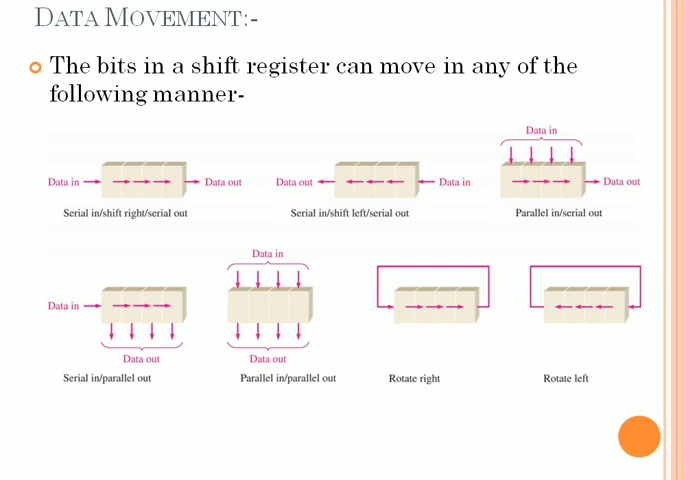 DATA MOVEMENT:-
The bits in a shift register can move in any of the
following manner-
Data in
Data in
Data out
Data out
Data in
Data out
Serial in/shift right/serial out
Serial in/shift left/serial out
Parallel in/serial out
Data in
Data in
Data out
Data out
Serial in/parallel out
Parallel in/parallel out
Rotate right
Rotate left